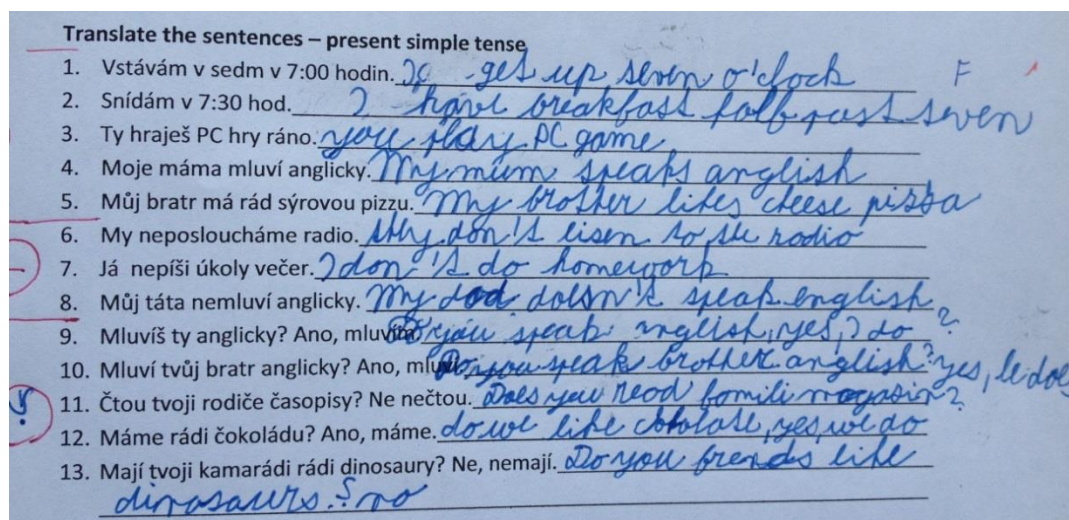 Translate the sentences – present simple tense
1. Vstávám v sedm v 7:00 hodin. get up seven o'clock F
2. Snídám v 7:30 hod. I have breakfast half past seven
3. Ty hraješ PC hry ráno. you play PC game
4. Moje máma mluví anglicky. My mum speaks anglish
5. Můj bratr má rád sýrovou pizzu. My brother likes cheese pizza
6. My neposloucháme radio. don't lisen to the radio
7. Já nepíši úkoly večer. I don't do homework
8. Můj táta nemluví anglicky. My dad doesn't speak english
9. Mluvíš ty anglicky? Ano, mluvím Do you speak english, yes, I do ?
10. Mluví tvůj bratr anglicky? Ano, Do you speak brother anglish? yes, he does
11. Čtou tvoji rodiče časopisy? Ne nečtou. Does you read fomili ?
12. Máme rádi čokoládu? Ano, máme. do we like yes, we do
13. Mají tvoji kamarádi rádi dinosaury? Ne, nemají. Do you frends like
dinosaurs? no